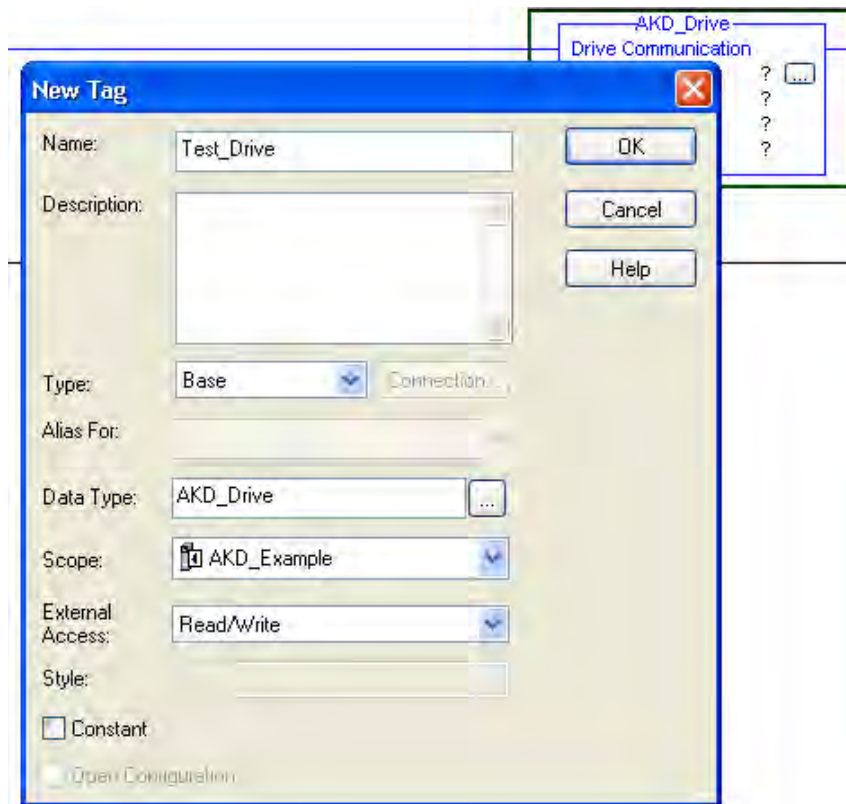 AKD_Drive
Drive Communication
? ...
?
?
?
New Tag
Name: Test_Drive OK
Description: Cancel
Help
Type: Base Connection...
Alias For:
Data Type: AKD_Drive ...
Scope: AKD_Example
External
Access: Read/Write
Style:
Constant
Open Configuration